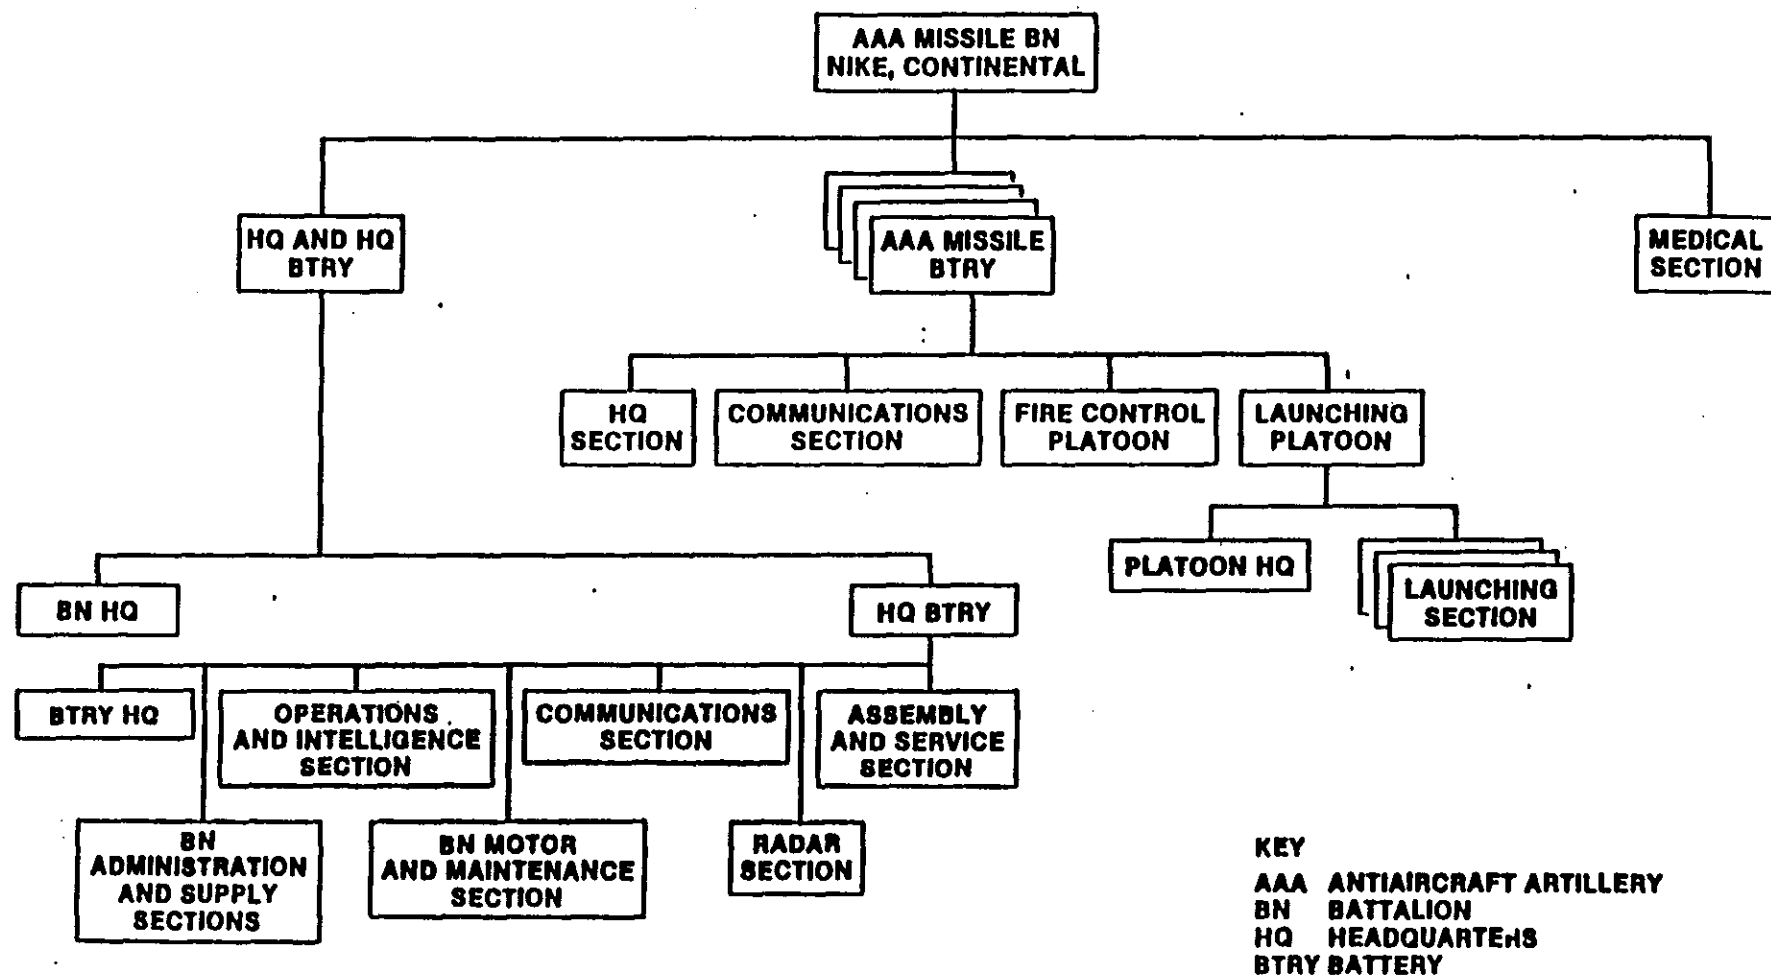 AAA MISSILE BN
NIKE, CONTINENTAL
HQ AND HQ
BTRY
AAA MISSILE
BTRY
MEDICAL
SECTION
HQ
SECTION
COMMUNICATIONS
SECTION
FIRE CONTROL
PLATOON
LAUNCHING
PLATOON
PLATOON HQ
LAUNCHING
SECTION
BN HQ
HQ BTRY
BTRY HQ
OPERATIONS
AND INTELLIGENCE
SECTION
COMMUNICATIONS
SECTION
ASSEMBLY
AND SERVICE
SECTION
BN
ADMINISTRATION
AND SUPPLY
SECTIONS
BN MOTOR
AND MAINTENANCE
SECTION
RADAR
SECTION
KEY
AAA ANTIAIRCRAFT ARTILLERY
BN BATTALION
HQ HEADQUARTERS
BTRY BATTERY